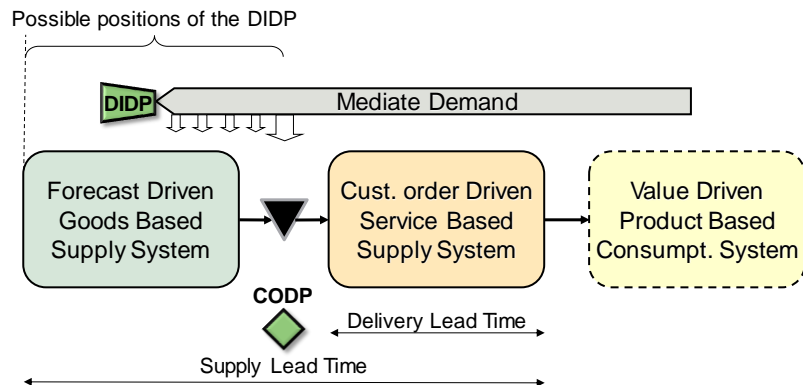 Possible positions of the DIDP
DIDP
Mediate Demand
Forecast Driven
Goods Based
Supply System
Cust. order Driven
Service Based
Supply System
Value Driven
Product Based
Consumpt. System
CODP
Delivery Lead Time
Supply Lead Time